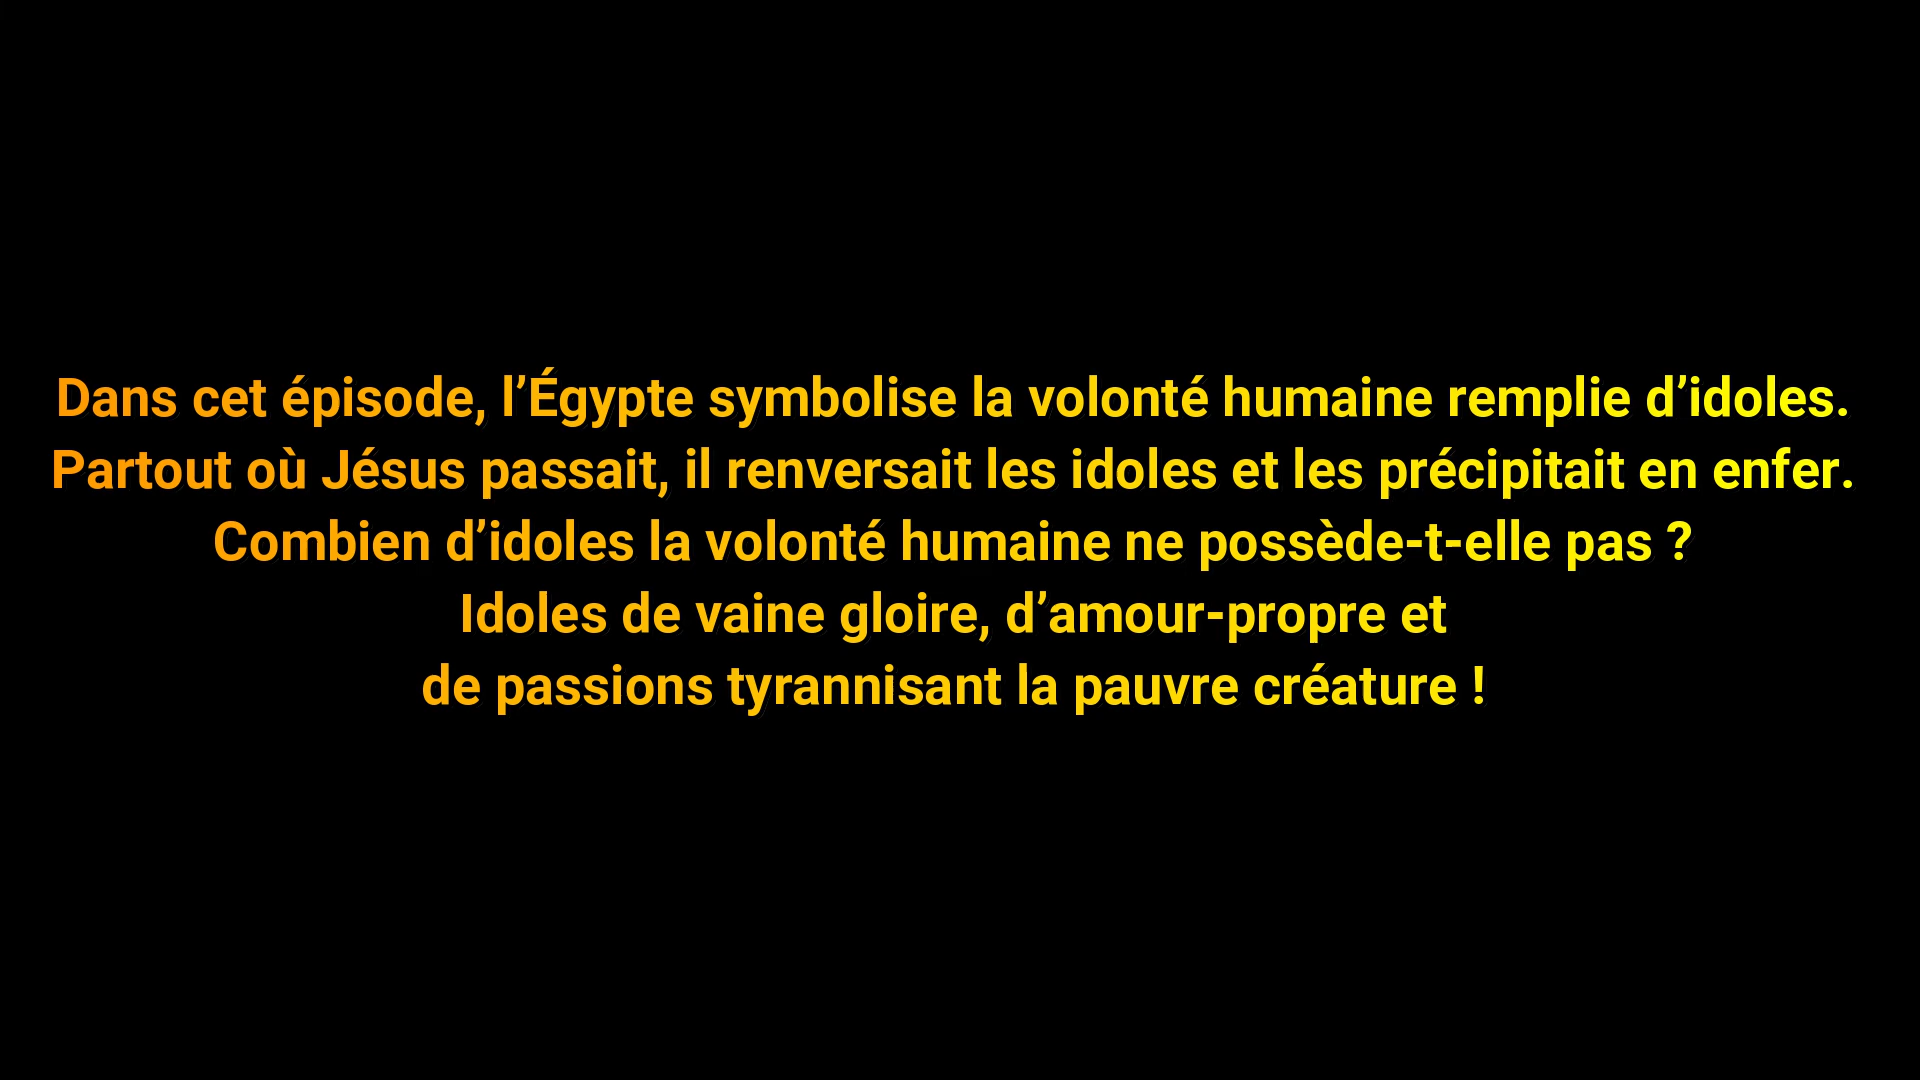 Dans cet épisode, l’Égypte symbolise la volonté humaine remplie d’idoles.
Partout où Jésus passait, il renversait les idoles et les précipitait en enfer.
Combien d’idoles la volonté humaine ne possède-t-elle pas ?
Idoles de vaine gloire, d’amour-propre et
de passions tyrannisant la pauvre créature !